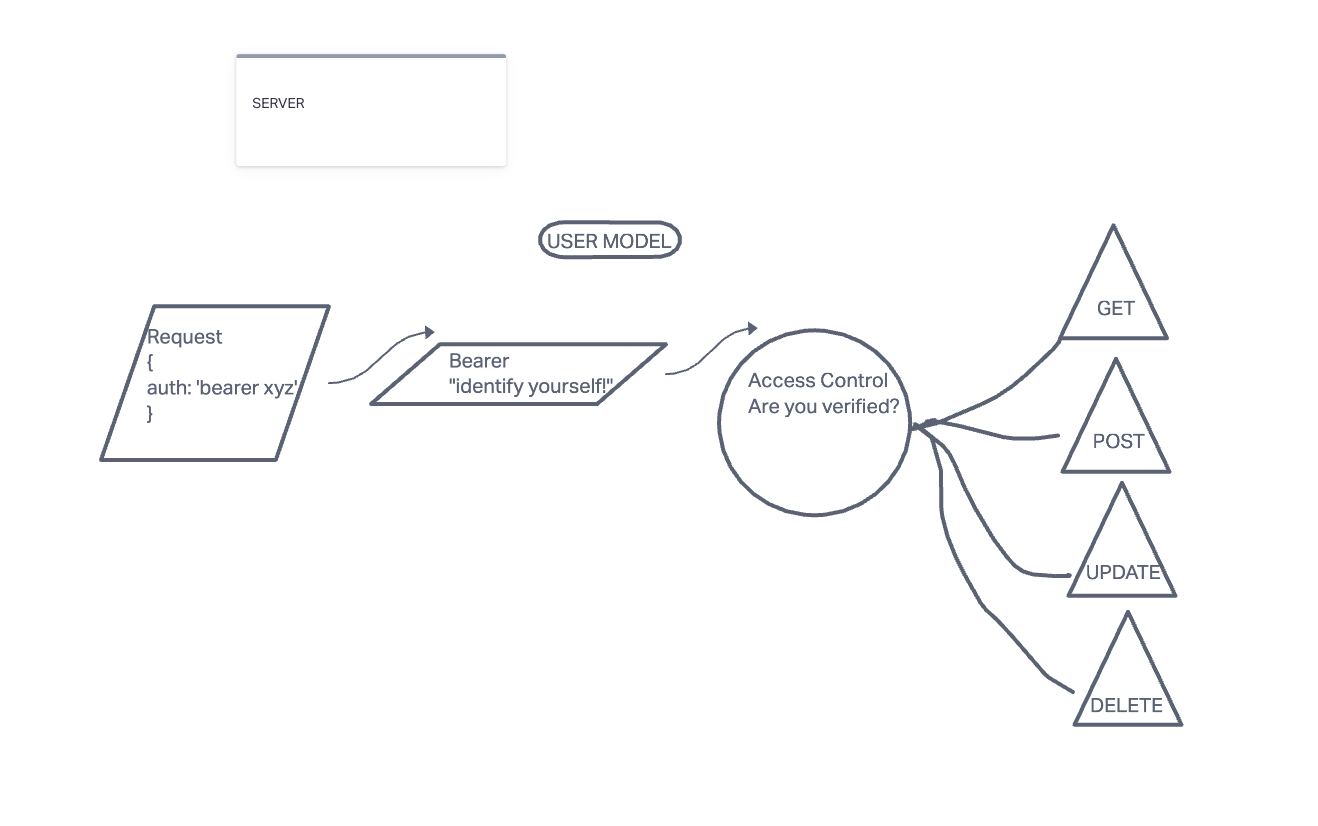 SERVER
USER MODEL
Request
{
auth: 'bearer xyz'
}
Bearer
"identify yourself!"
Access Control
Are you verified?
GET
POST
UPDATE
DELETE